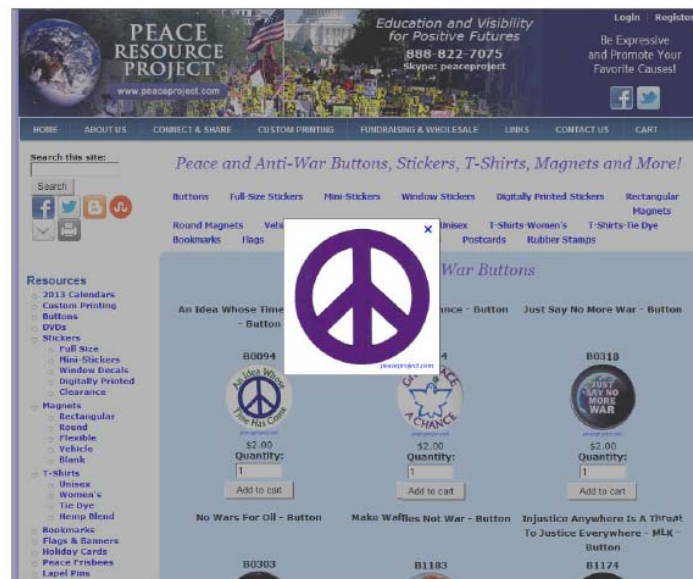 PEACE
RESOURCE
PROJECT
www.peaceproject.com
Education and Visibility
for Positive Futures
888-822-7075
Skype: peaceproject
Login Register
Be Expressive
and Promote Your
Favorite Causes!
HOME ABOUT US CONNECT & SHARE CUSTOM PRINTING FUNDRAISING & WHOLESALE LINKS CONTACT US CART
Search this site:
Search
Peace and Anti-War Buttons, Stickers, T-Shirts, Magnets and More!
Buttons Full-Size Stickers Mini-Stickers Window Stickers Digitally Printed Stickers Rectangular
Magnets
Round Magnets Unisex T-Shirts-Women's T-Shirts-Tie Dye
Bookmarks Flags Postcards Rubber Stamps
War Buttons
peaceproject.com
Resources
2013 Calendars
Custom Printing
Buttons
DVDs
Stickers
Full Size
Mini-Stickers
Window Decals
Digitally Printed
Clearance
Magnets
Rectangular
Round
Flexible
Vehicle
Blank
T-Shirts
Unisex
Women's
Tie Dye
Hemp Blend
Bookmarks
Flags & Banners
Holiday Cards
Peace Frisbees
Lapel Pins
An Idea Whose Time
- Button
B0094
An Idea Whose
Time Has Come
$2.00
Quantity:
1
Add to cart
- Button
GIVE PEACE
A CHANCE
$2.00
Quantity:
1
Add to cart
Just Say No More War - Button
B0318
JUST
SAY NO
MORE
WAR
$2.00
Quantity:
1
Add to cart
No Wars For Oil - Button
B0303
Make Waffles Not War - Button
B1183
Injustice Anywhere Is A Threat
To Justice Everywhere - MLK -
Button
B1174